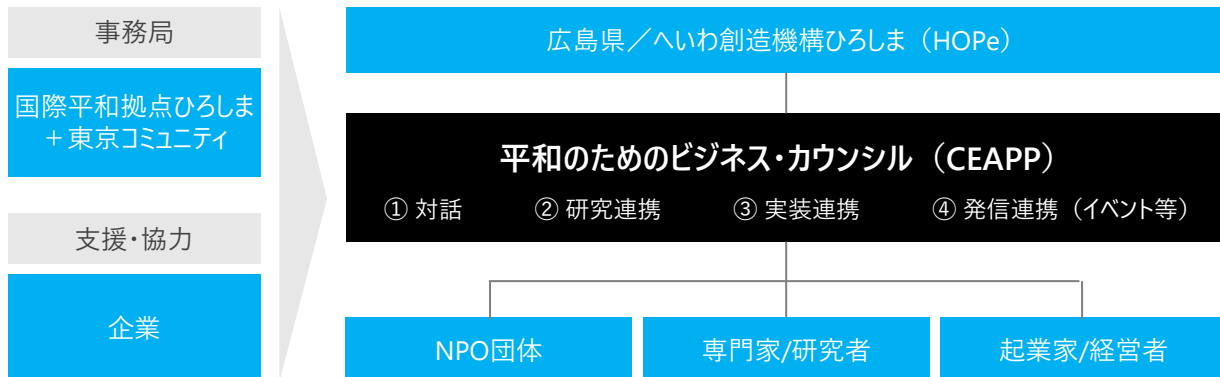 事務局
国際平和拠点ひろしま
＋東京コミュニティ
支援・協力
企業
広島県／へいわ創造機構ひろしま（HOPe）
平和のためのビジネス・カウンシル（CEAPP）
① 対話 ② 研究連携 ③ 実装連携 ④ 発信連携（イベント等）
NPO団体
専門家/研究者
起業家/経営者